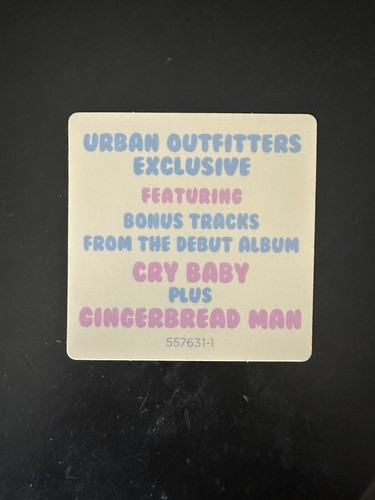 URBAN OUTFITTERS
EXCLUSIVE
FEATURING
BONUS TRACKS
FROM THE DEBUT ALBUM
CRY BABY
PLUS
GINGERBREAD MAN
557631-1